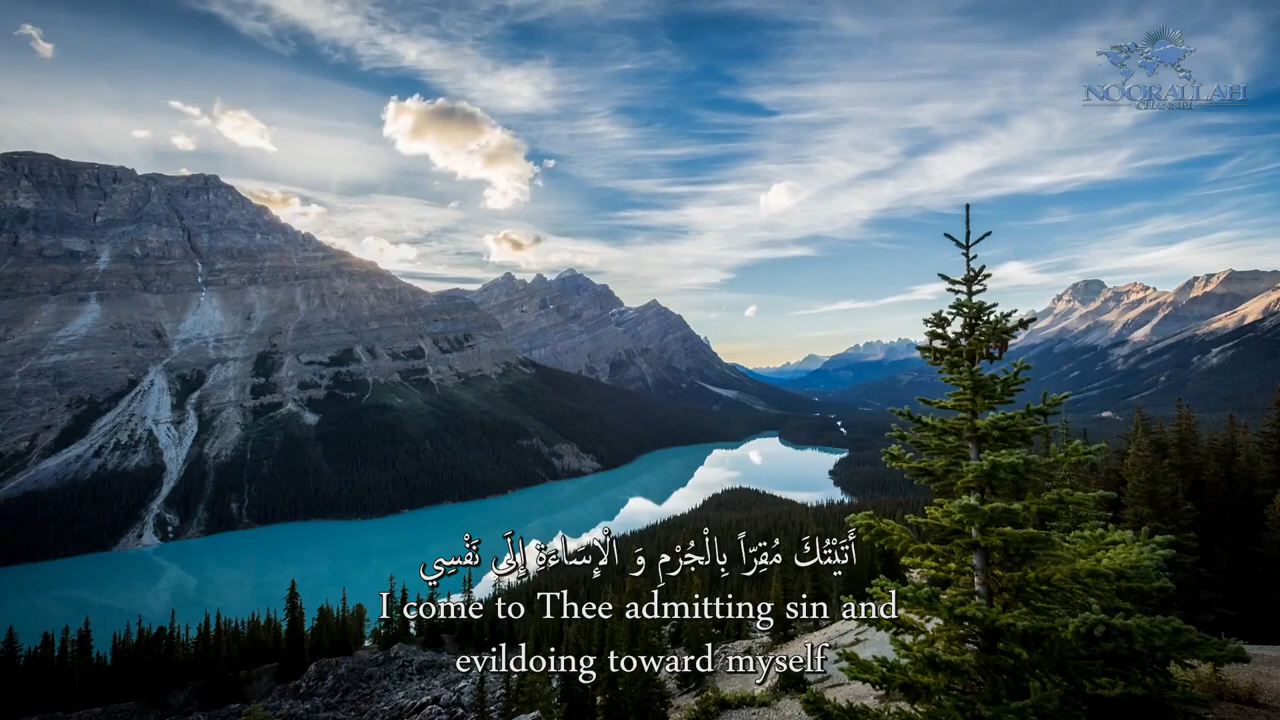 NOORALLAH
CHANNEL
أَتَيْتُكَ مُقِرّاً بِالْجُرْمِ وَ الْإِسَاءَةِ إِلَى نَفْسِي
I come to Thee admitting sin and
evildoing toward myself